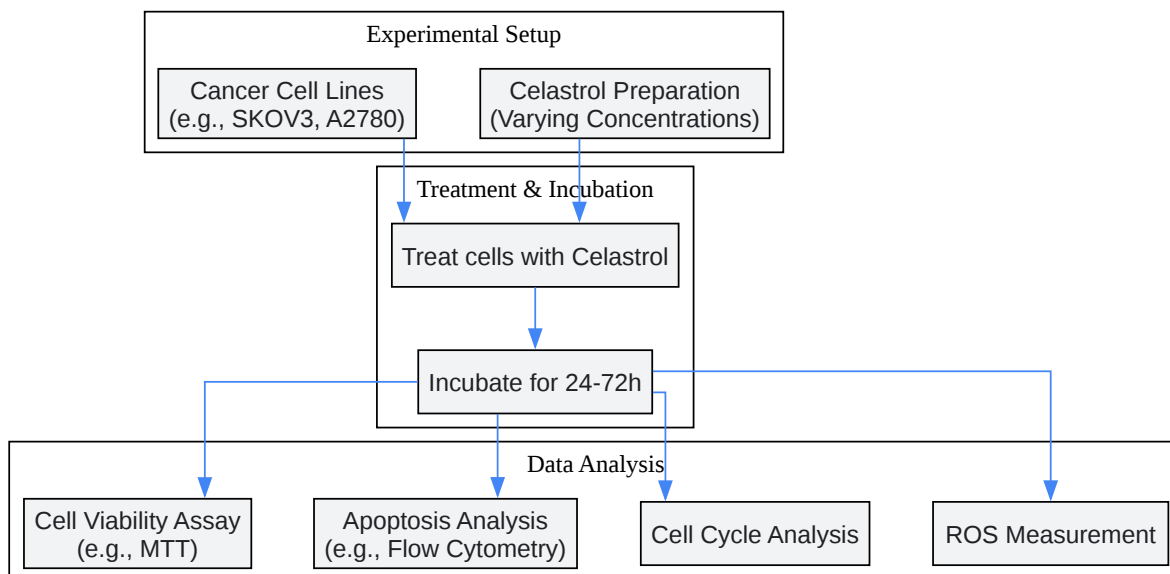 Experimental Setup
Cancer Cell Lines
(e.g., SKOV3, A2780)
Celastrol Preparation
(Varying Concentrations)
Treatment & Incubation
Treat cells with Celastrol
Incubate for 24-72h
Data Analysis
Cell Viability Assay
(e.g., MTT)
Apoptosis Analysis
(e.g., Flow Cytometry)
Cell Cycle Analysis
ROS Measurement